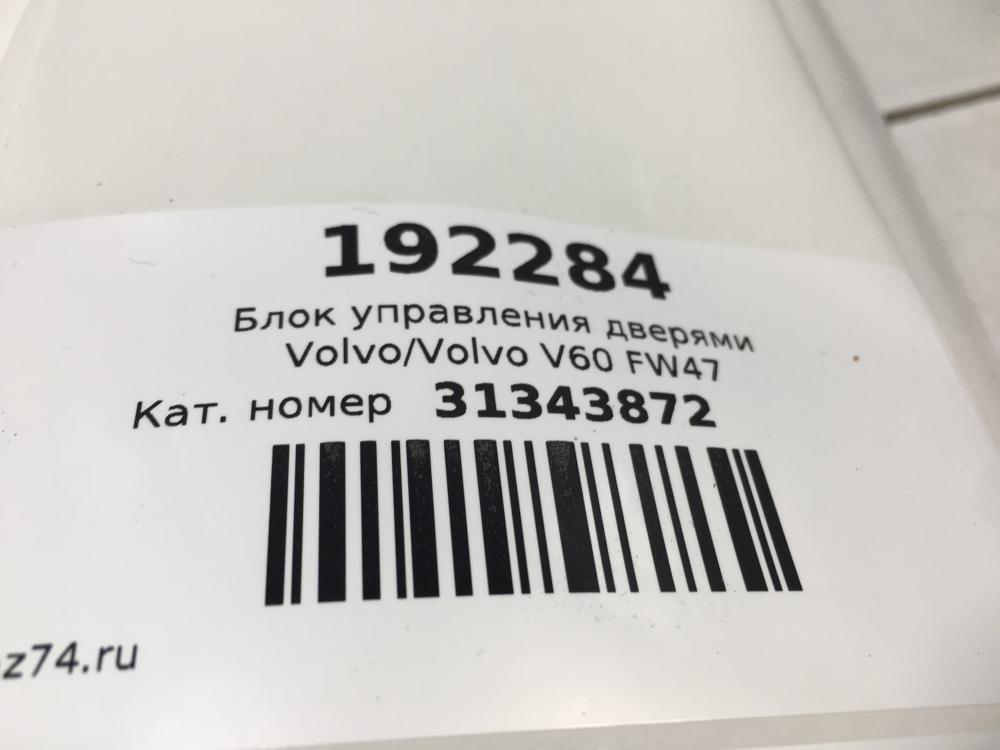 192284
Блок управления дверями
Volvo/Volvo V60 FW47
Кат. номер 31343872
z74.ru